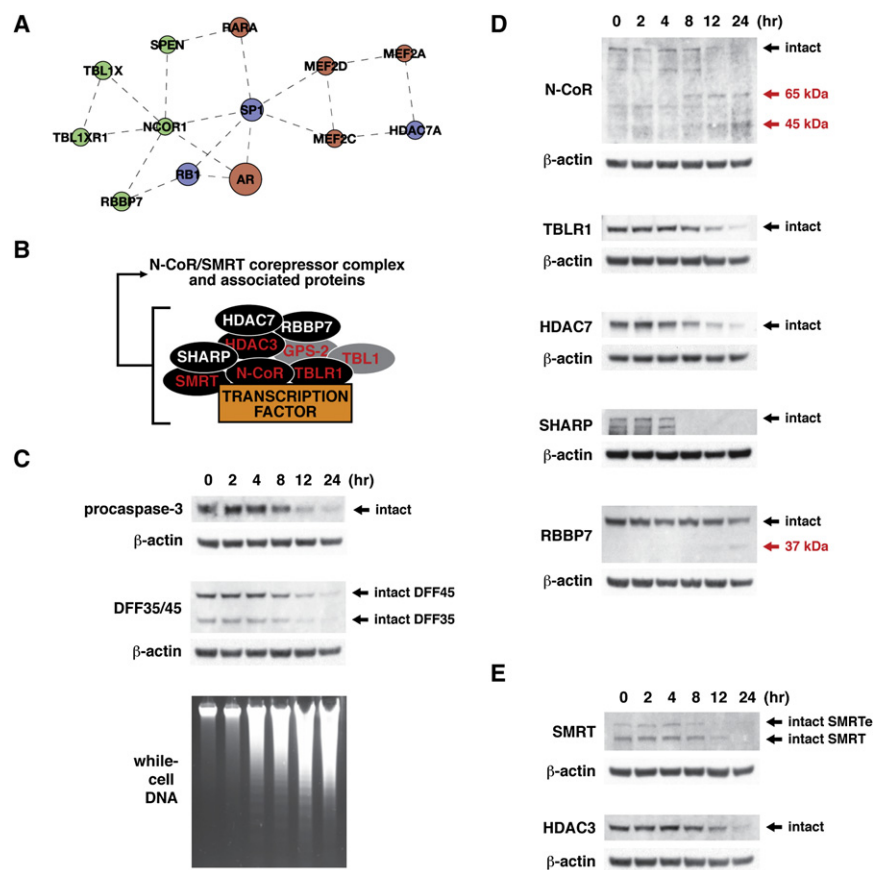 A
RARA
SPEN
TBL1X
MEF2D
MEF2A
SP1
NCOR1
TBL1XR1
MEF2C
HDAC7A
RB1
AR
RBBP7
B
N-CoR/SMRT corepressor complex
and associated proteins
HDAC7
RBBP7
HDAC3
SHARP
GPS-2
TBL1
SMRT
N-CoR
TBLR1
TRANSCRIPTION
FACTOR
C
0 2 4 8 12 24 (hr)
procaspase-3
intact
β-actin
intact DFF45
DFF35/45
intact DFF35
β-actin
while-
cell
DNA
D
0 2 4 8 12 24 (hr)
intact
N-CoR
65 kDa
45 kDa
β-actin
TBLR1
intact
β-actin
HDAC7
intact
β-actin
SHARP
intact
β-actin
intact
RBBP7
37 kDa
β-actin
E
0 2 4 8 12 24 (hr)
intact SMRTe
SMRT
intact SMRT
β-actin
HDAC3
intact
β-actin